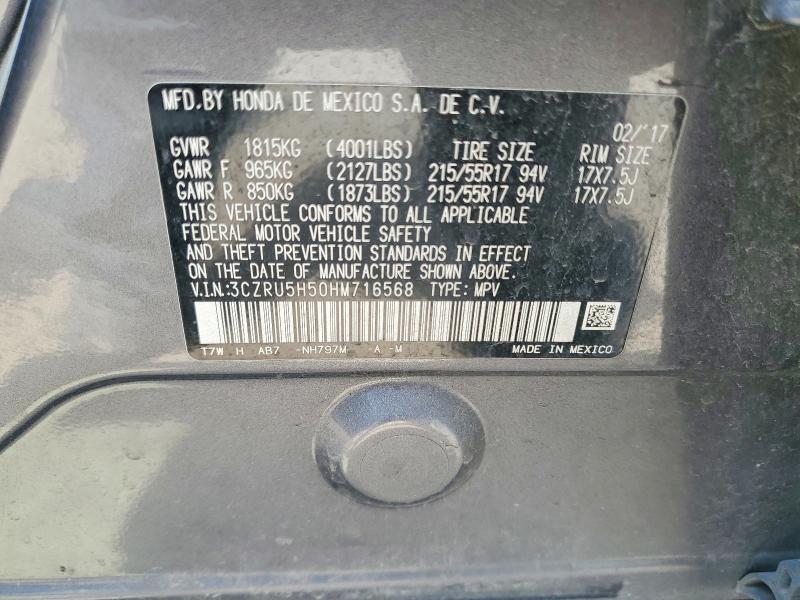 MFD. BY HONDA DE MEXICO S.A. DE C.V.
02/'17
GVWR 1815KG (4001LBS) TIRE SIZE RIM SIZE
GAWR F 965KG (2127LBS) 215/55R17 94V 17X7.5J
GAWR R 850KG (1873LBS) 215/55R17 94V 17X7.5J
THIS VEHICLE CONFORMS TO ALL APPLICABLE
FEDERAL MOTOR VEHICLE SAFETY
AND THEFT PREVENTION STANDARDS IN EFFECT
ON THE DATE OF MANUFACTURE SHOWN ABOVE.
V.I.N.:3CZRU5H50HM716568 TYPE: MPV
T7W H AB7 -NH797M -A -M MADE IN MEXICO